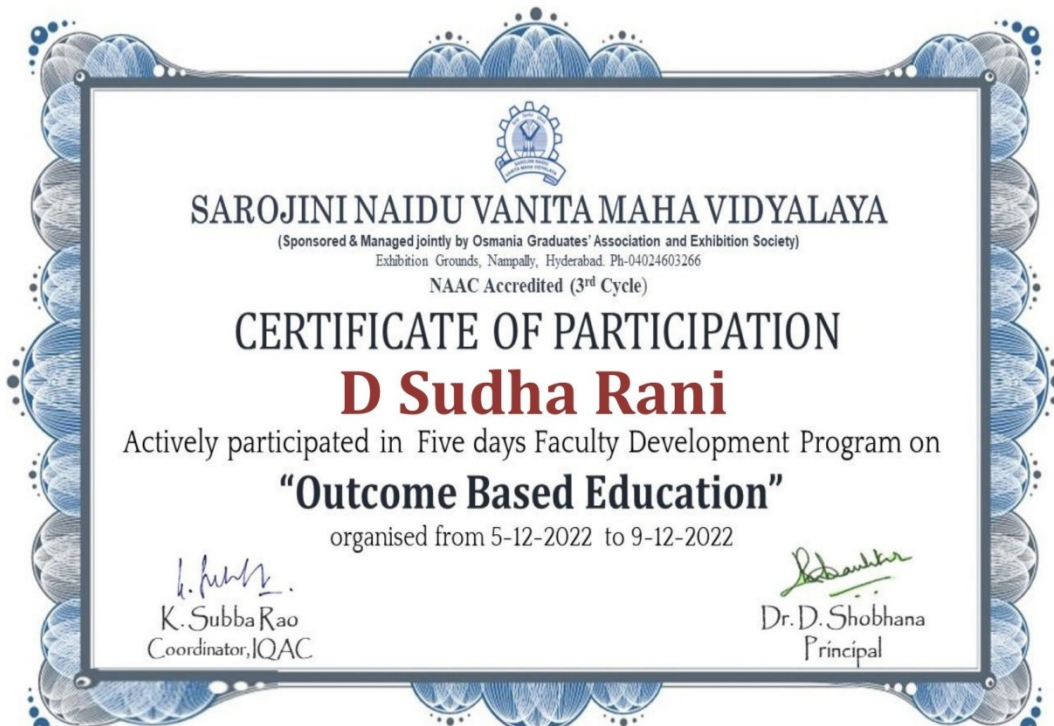 SAROJINI NAIDU VANITA MAHA VIDYALAYA
(Sponsored & Managed jointly by Osmania Graduates' Association and Exhibition Society)
Exhibition Grounds, Nampally, Hyderabad. Ph-04024603266
NAAC Accredited (3rd Cycle)
CERTIFICATE OF PARTICIPATION
D Sudha Rani
Actively participated in Five days Faculty Development Program on
“Outcome Based Education”
organised from 5-12-2022 to 9-12-2022
K. Subba Rao
Coordinator, IQAC
Dr. D. Shobhana
Principal